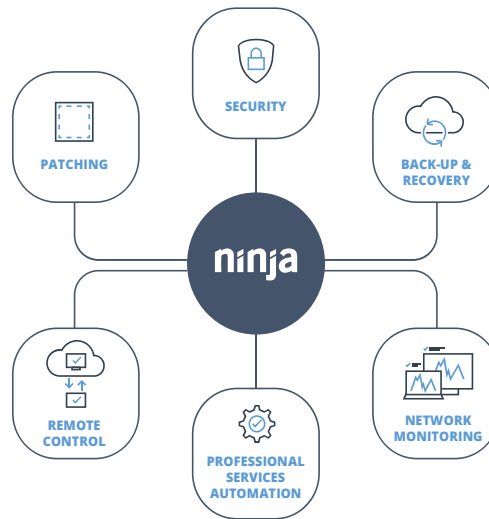 SECURITY
PATCHING
BACK-UP &
RECOVERY
ninja
REMOTE
CONTROL
NETWORK
MONITORING
PROFESSIONAL
SERVICES
AUTOMATION